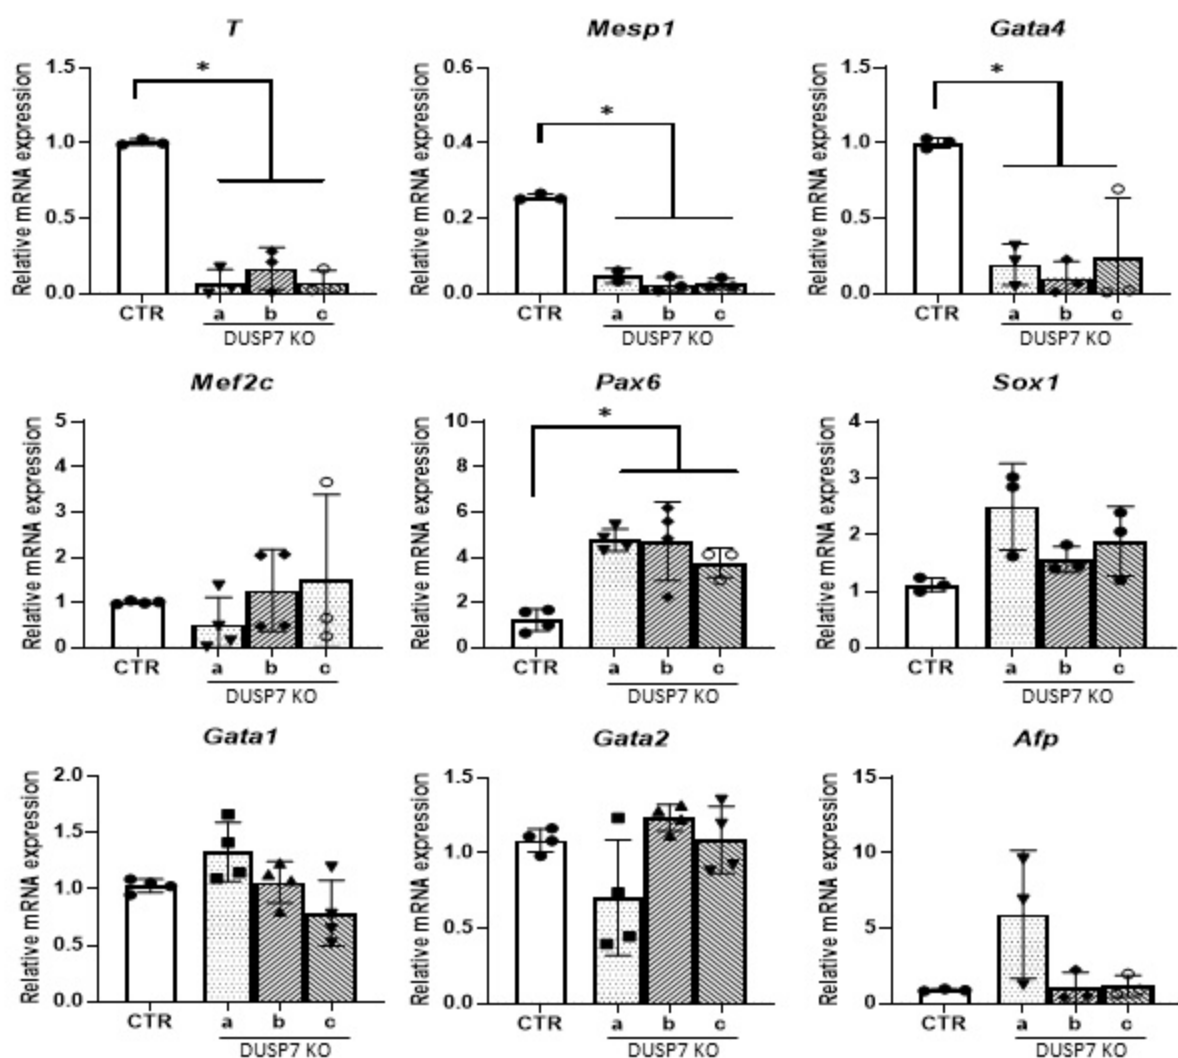 T Mesp1 Gata4
Relative mRNA expression
1.5
1.0
0.5
0.0
*
CTR a b c
DUSP7 KO
Relative mRNA expression
0.6
0.4
0.2
0.0
*
CTR a b c
DUSP7 KO
Relative mRNA expression
1.5
1.0
0.5
0.0
*
CTR a b c
DUSP7 KO
Mef2c Pax6 Sox1
Relative mRNA expression
5
4
3
2
1
0
CTR a b c
DUSP7 KO
Relative mRNA expression
10
8
6
4
2
0
*
CTR a b c
DUSP7 KO
Relative mRNA expression
4
3
2
1
0
CTR a b c
DUSP7 KO
Gata1 Gata2 Afp
Relative mRNA expression
2.0
1.5
1.0
0.5
0.0
CTR a b c
DUSP7 KO
Relative mRNA expression
1.5
1.0
0.5
0.0
CTR a b c
DUSP7 KO
Relative mRNA expression
15
10
5
0
CTR a b c
DUSP7 KO